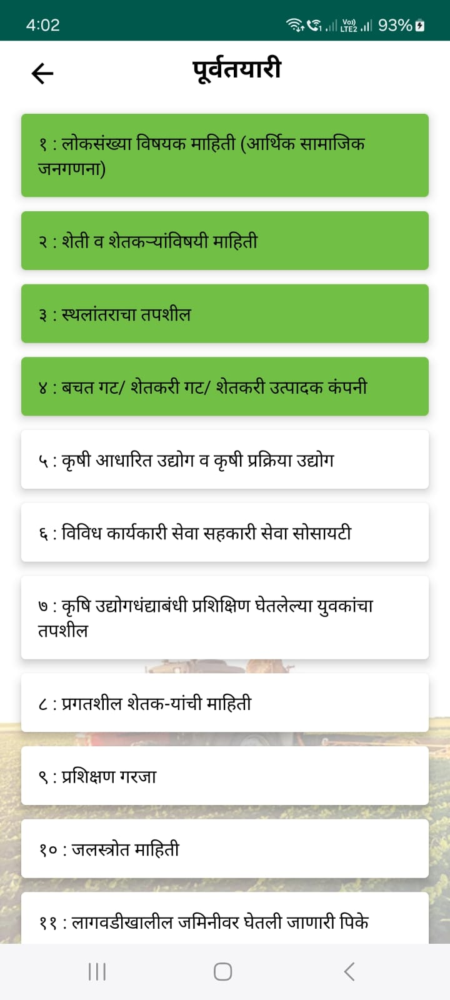 4:02
Vo))
LTE2
93%
पूर्वतयारी
१ : लोकसंख्या विषयक माहिती (आर्थिक सामाजिक
जनगणना)
२ : शेती व शेतकऱ्यांविषयी माहिती
३ : स्थलांतराचा तपशील
४ : बचत गट/ शेतकरी गट/ शेतकरी उत्पादक कंपनी
५ : कृषी आधारित उद्योग व कृषी प्रक्रिया उद्योग
६ : विविध कार्यकारी सेवा सहकारी सेवा सोसायटी
७ : कृषि उद्योगधंद्याबंधी प्रशिक्षिण घेतलेल्या युवकांचा
तपशील
८ : प्रगतशील शेतक-यांची माहिती
९ : प्रशिक्षण गरजा
१० : जलस्त्रोत माहिती
११ : लागवडीखालील जमिनीवर घेतली जाणारी पिके